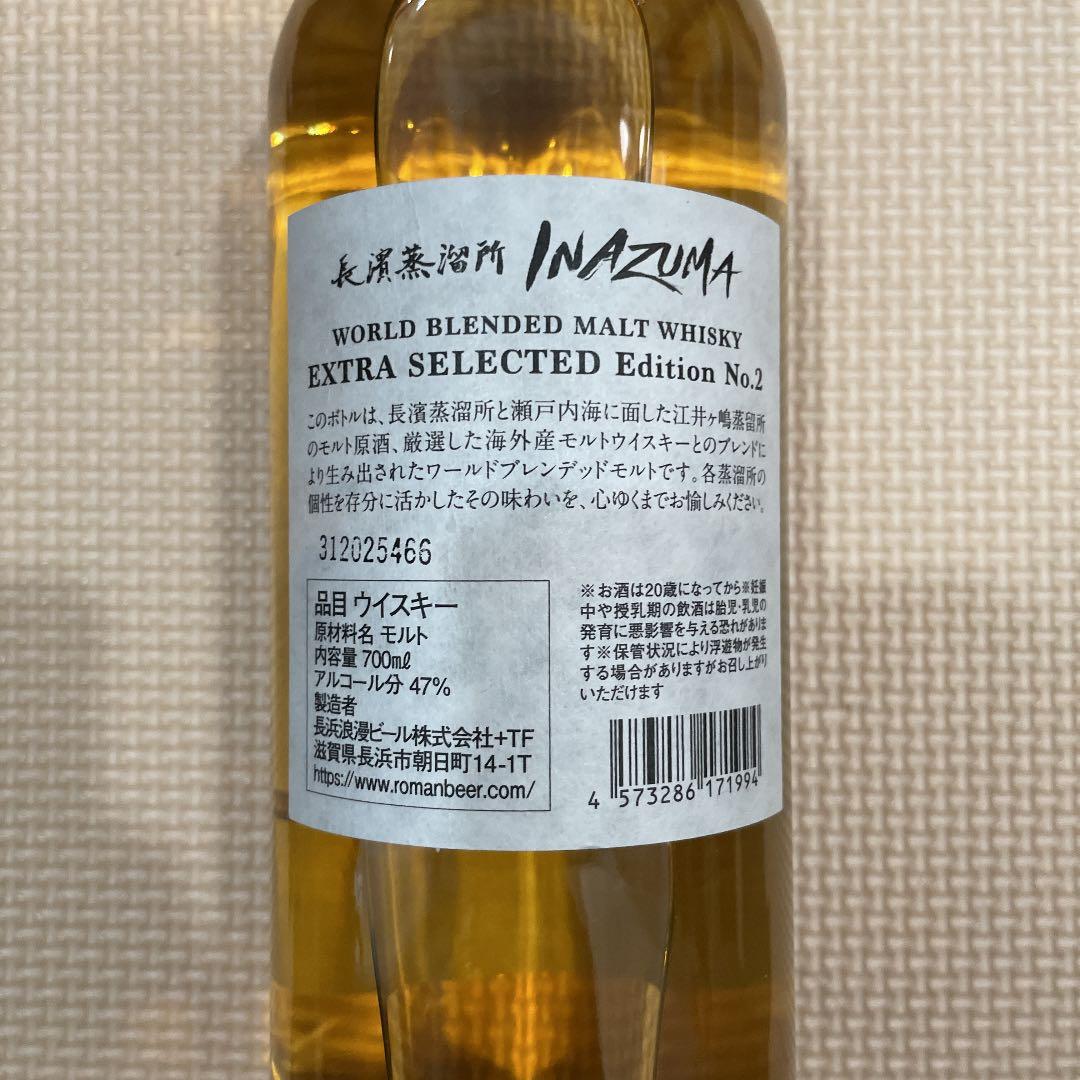 長濱蒸溜所 INAZUMA
WORLD BLENDED MALT WHISKY
EXTRA SELECTED Edition No.2
このボトルは、長濱蒸溜所と瀬戸内海に面した江井ヶ嶋蒸留所
のモルト原酒、厳選した海外産モルトウイスキーとのブレンドに
より生み出されたワールドブレンデッドモルトです。各蒸溜所の
個性を存分に活かしたその味わいを、心ゆくまでお愉しみください。
312025466
品目 ウイスキー
原材料名 モルト
内容量 700㎖
アルコール分 47%
製造者
長浜浪漫ビール株式会社+TF
滋賀県長浜市朝日町14-1T
https://www.romanbeer.com/
※お酒は20歳になってから※妊娠
中や授乳期の飲酒は胎児・乳児の
発育に悪影響を与える恐れがありま
す※保管状況により浮遊物が発生
する場合がありますがお召し上がり
いただけます
4 573286 171994